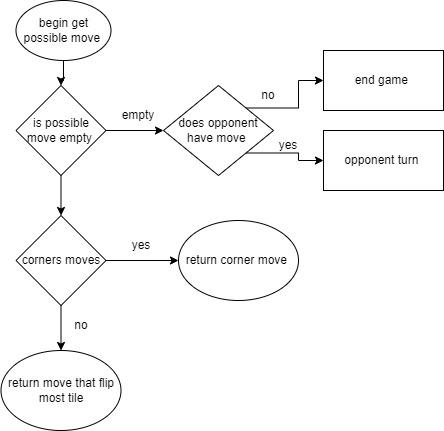 begin get
possible move
is possible
move empty
empty
does opponent
have move
no
end game
yes
opponent turn
corners moves
yes
return corner move
no
return move that flip
most tile